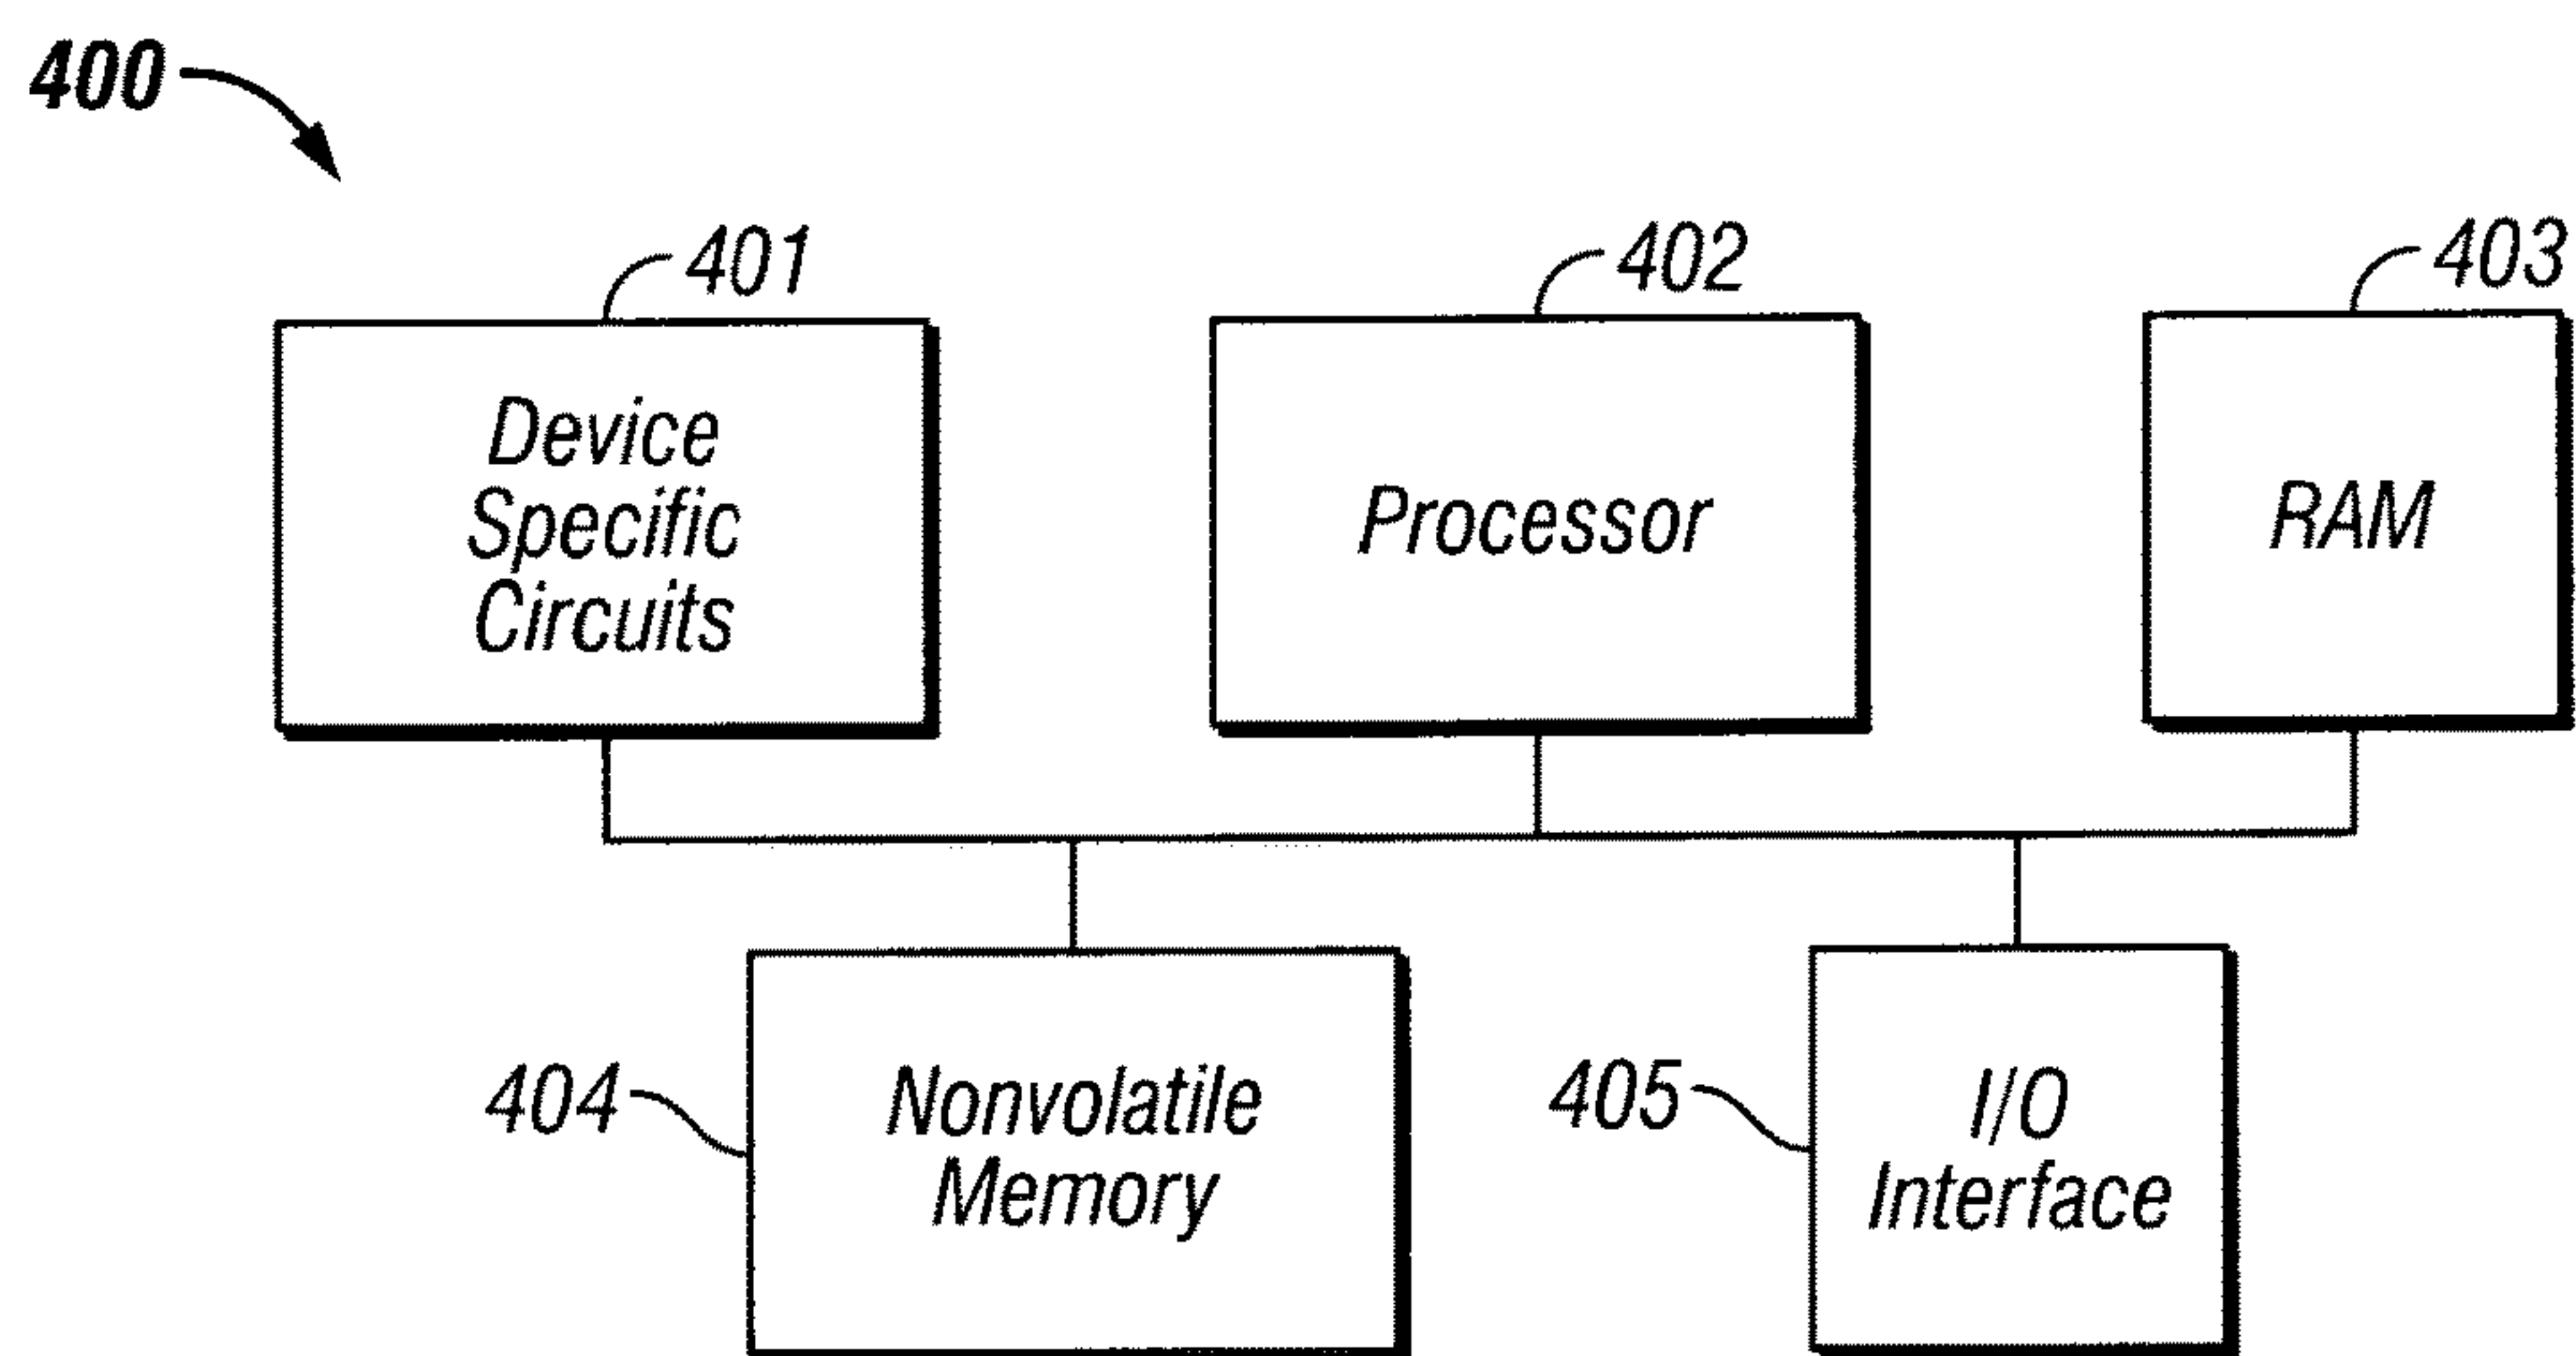 400
401
402
403
Device
Specific
Circuits
Processor
RAM
404
Nonvolatile
Memory
405
I/O
Interface